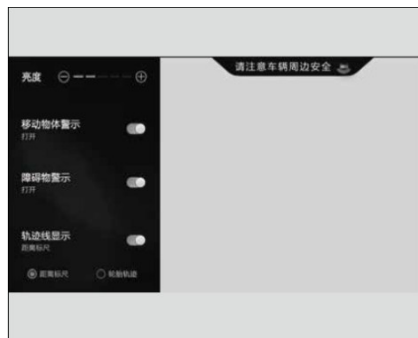 请注意车辆周边安全
亮度
移动物体警示
打开
障碍物警示
打开
轨迹线显示
距离标尺
距离标尺 轮胎轨迹